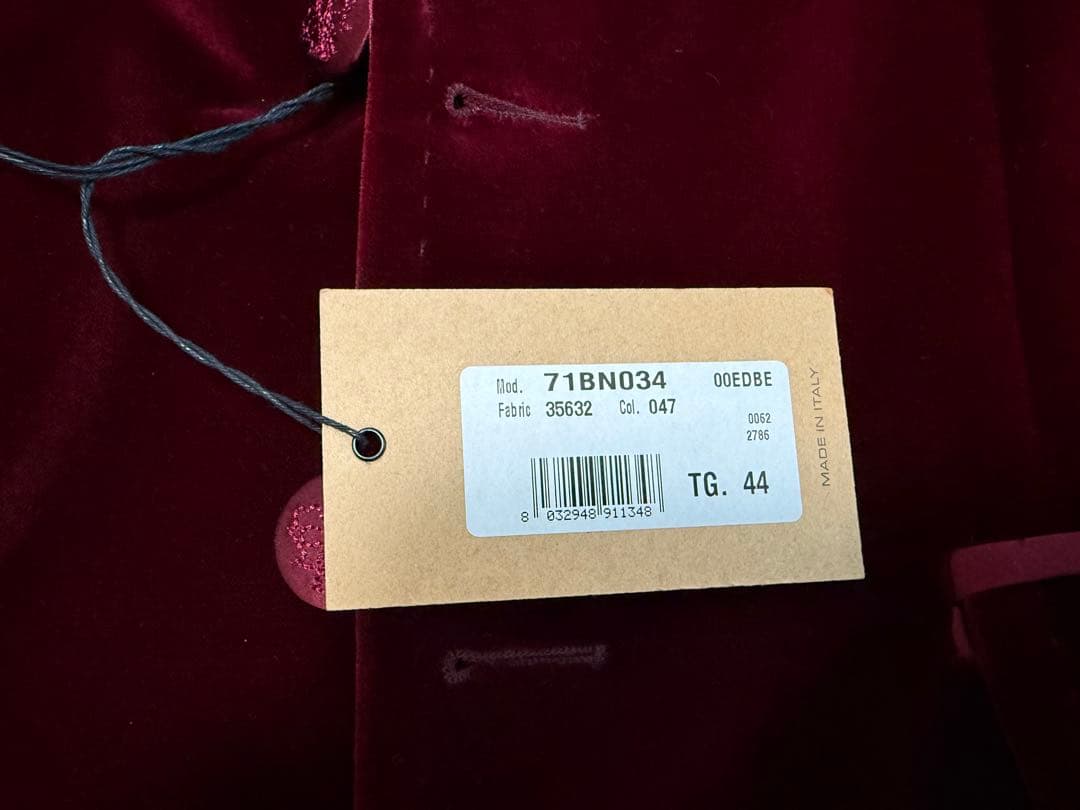 Mod. 71BN034 00EDBE
Fabric 35632 Col. 047
0062
2786
TG. 44
8 032948 911348
MADE IN ITALY